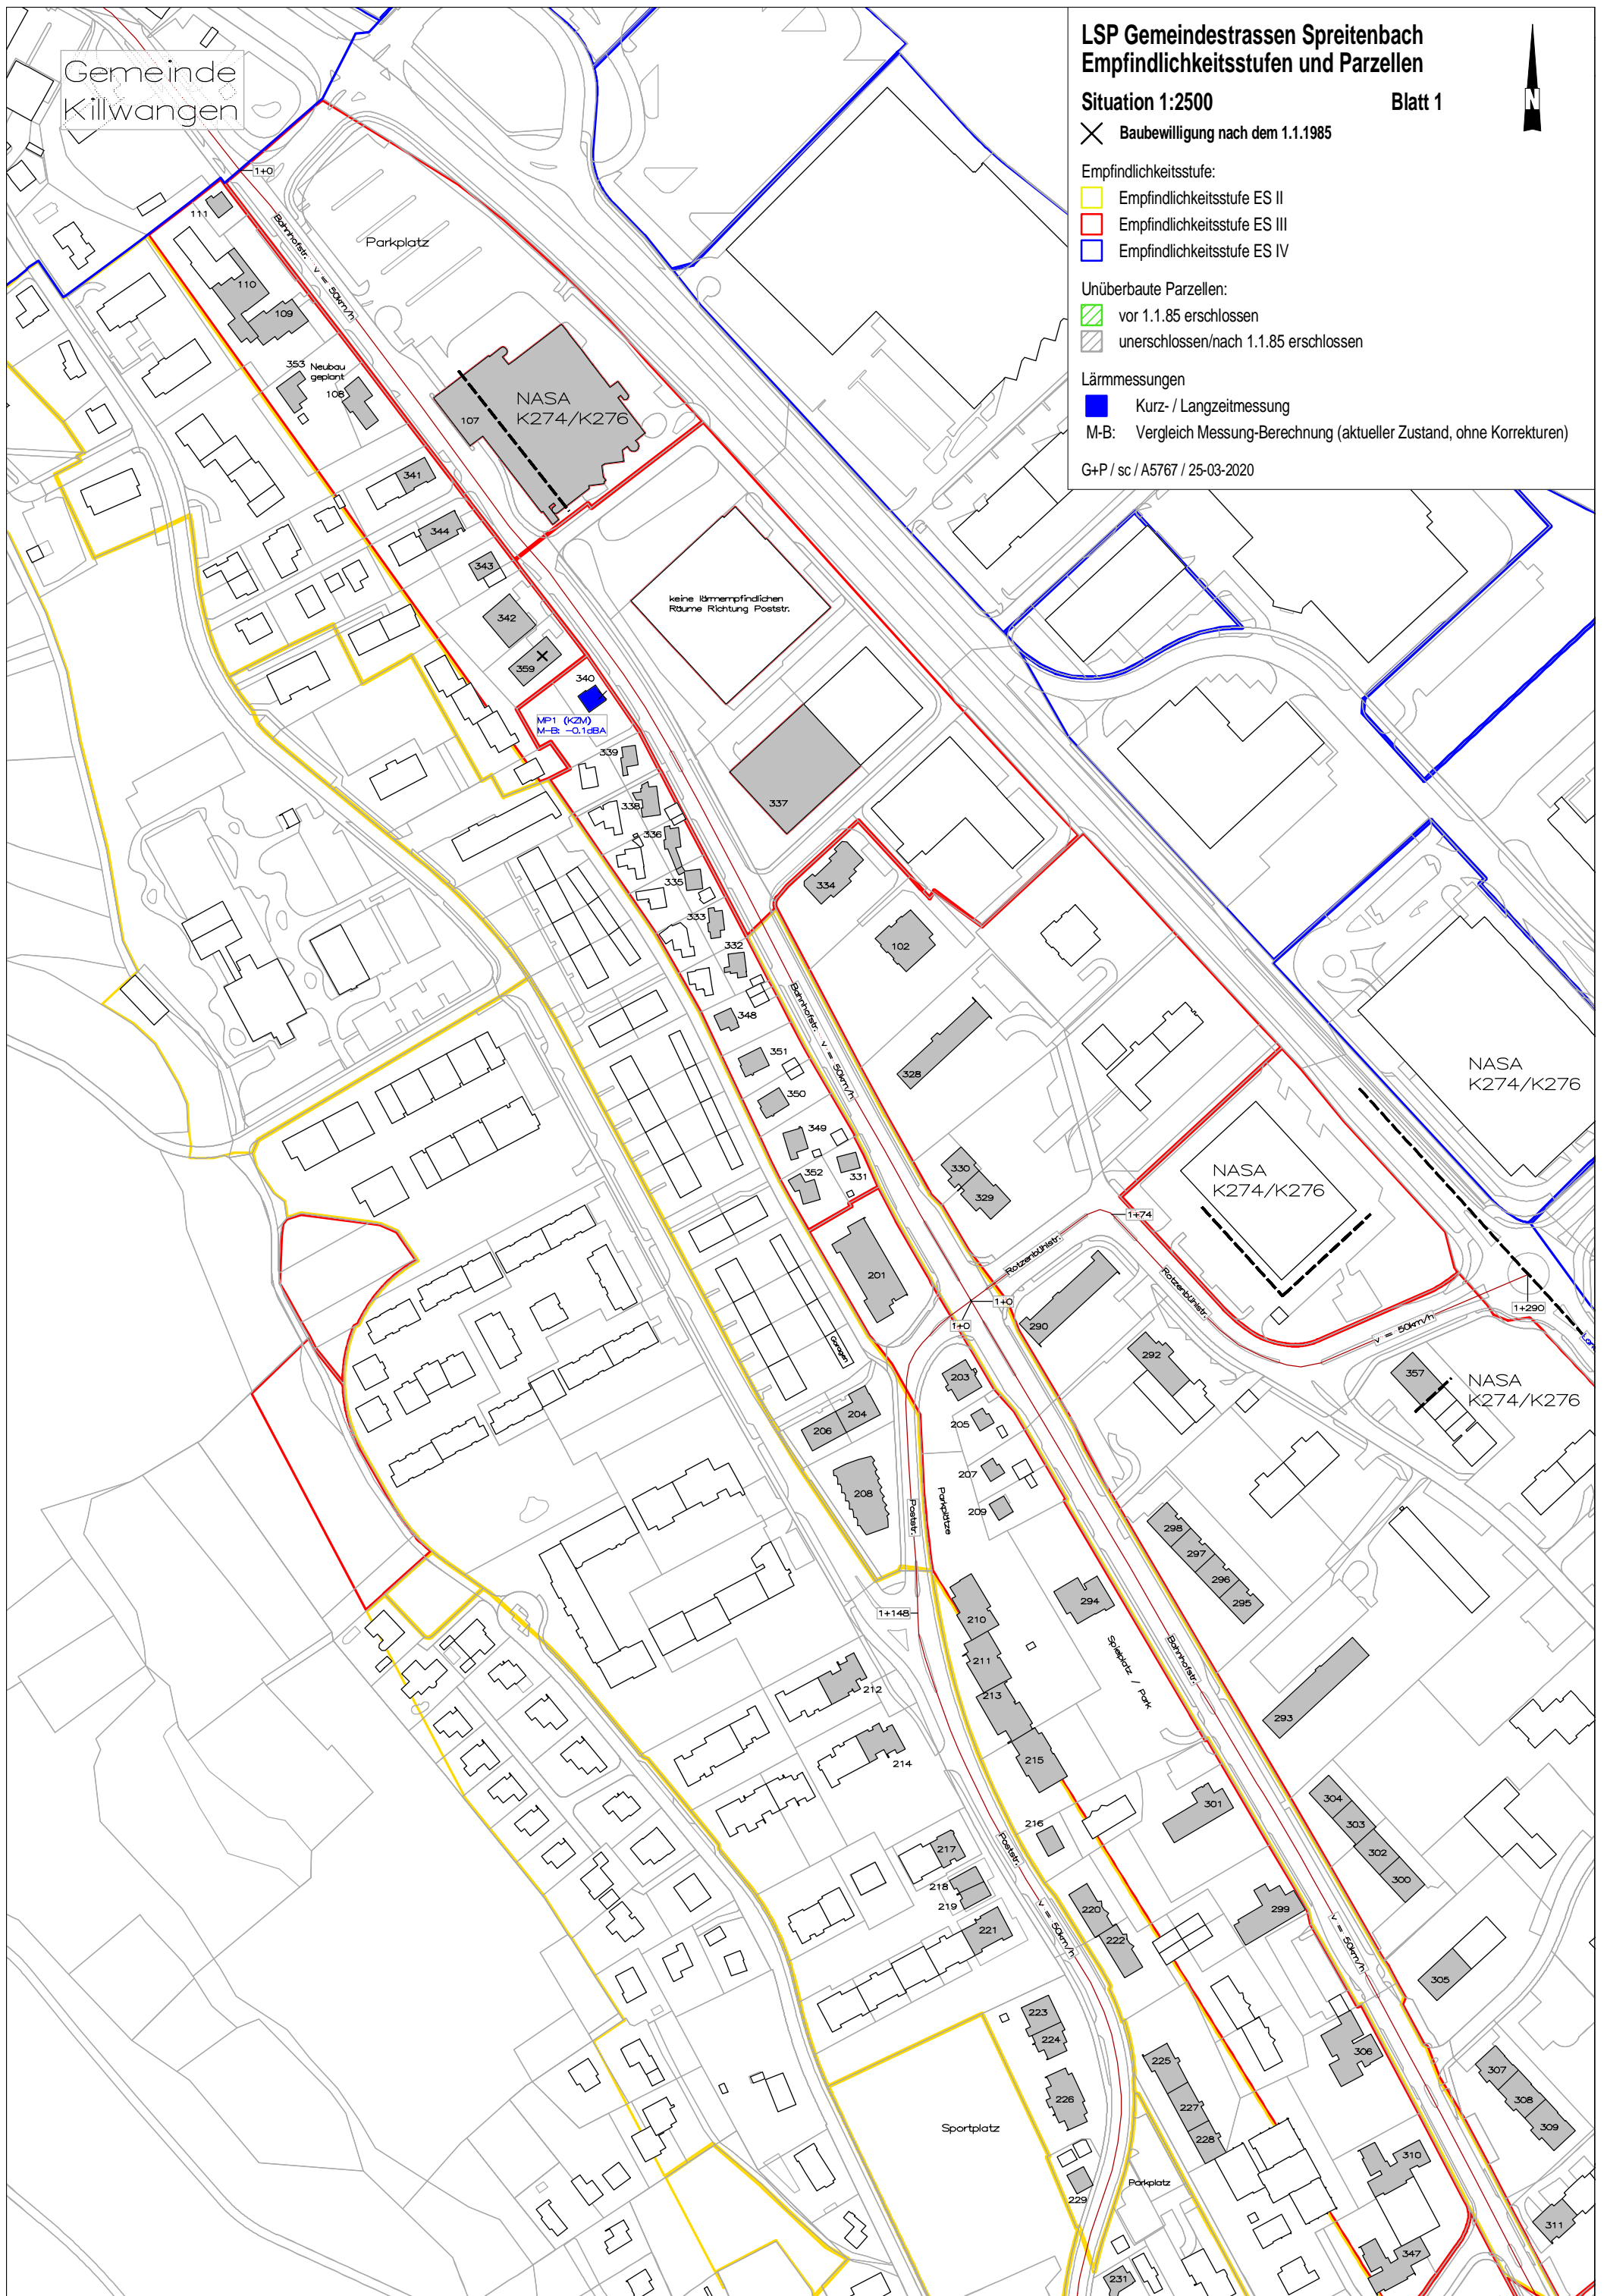 Gemeinde
Killwangen
LSP Gemeindestrassen Spreitenbach
Empfindlichkeitsstufen und Parzellen
Situation 1:2500 Blatt 1
N
Baubewilligung nach dem 1.1.1985
Empfindlichkeitsstufe:
Empfindlichkeitsstufe ES II
Empfindlichkeitsstufe ES III
Empfindlichkeitsstufe ES IV
Unüberbaute Parzellen:
vor 1.1.85 erschlossen
unerschlossen/nach 1.1.85 erschlossen
Lärmmessungen
Kurz- / Langzeitmessung
M-B: Vergleich Messung-Berechnung (aktueller Zustand, ohne Korrekturen)
G+P / sc / A5767 / 25-03-2020
1+0
111
Bahnhofstr.
v = 50km/h
Parkplatz
110
109
353
Neubau
geplant
108
107
NASA
K274/K276
341
344
343
342
359
340
MP1 (KZM)
M-B: -0.1dBA
keine lärmempfindlichen
Räume Richtung Poststr.
339
338
337
336
335
334
333
332
102
348
Bahnhofstr.
v = 50km/h
351
350
328
349
352
331
330
329
NASA
K274/K276
NASA
K274/K276
1+74
Rotzenbühlstr.
Rotzenbühlstr.
201
1+0
1+0
290
1+290
v = 50km/h
Garagen
292
357
NASA
K274/K276
203
204
205
206
207
208
209
Poststr.
Parkplätze
298
297
296
295
294
1+148
210
211
213
215
Spielplatz / Park
Bahnhofstr.
293
212
214
216
301
304
303
302
300
Poststr.
217
218
219
221
v = 50km/h
220
222
299
v = 50km/h
305
223
224
226
225
227
228
306
307
308
309
Sportplatz
229
Parkplatz
310
311
231
347